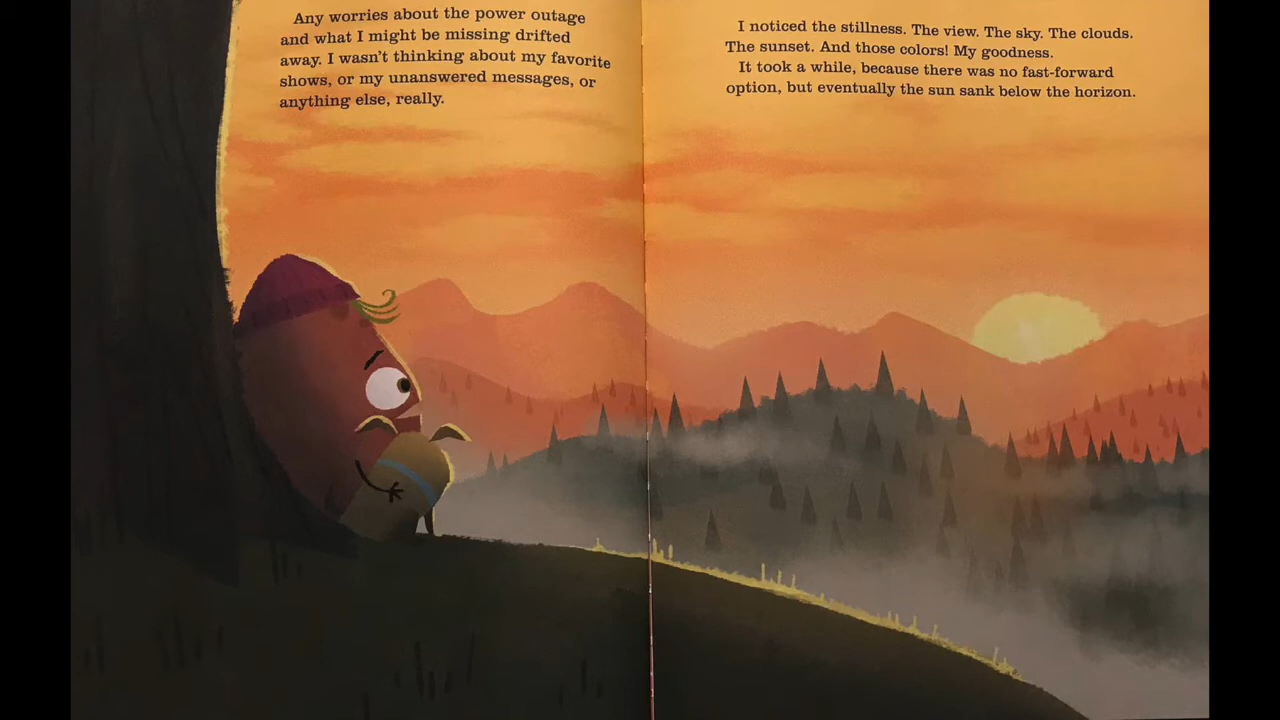 Any worries about the power outage
and what I might be missing drifted
away. I wasn't thinking about my favorite
shows, or my unanswered messages, or
anything else, really.
I noticed the stillness. The view. The sky. The clouds.
The sunset. And those colors! My goodness.
It took a while, because there was no fast-forward
option, but eventually the sun sank below the horizon.